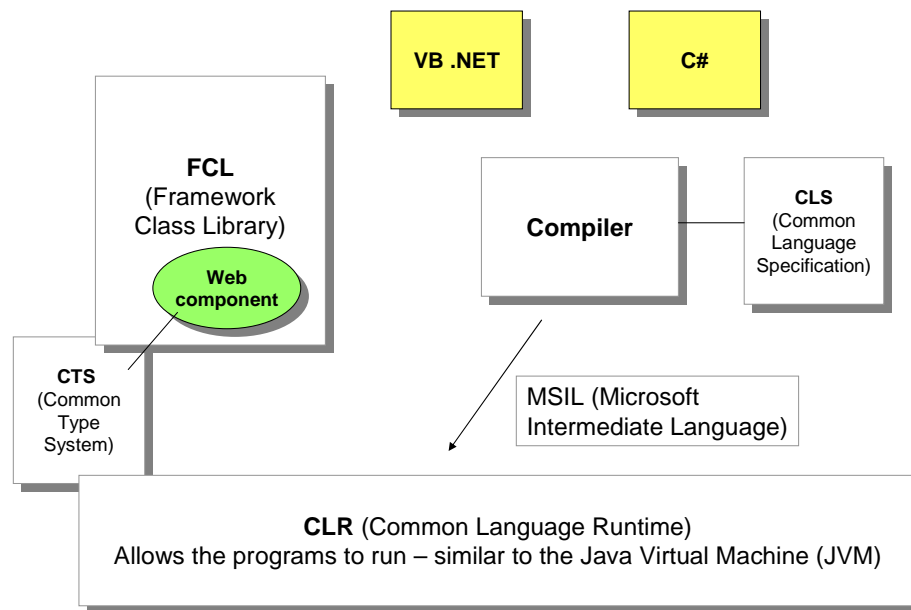 VB .NET
C#
FCL
(Framework
Class Library)
Web
component
Compiler
CLS
(Common
Language
Specification)
CTS
(Common
Type
System)
MSIL (Microsoft
Intermediate Language)
CLR (Common Language Runtime)
Allows the programs to run – similar to the Java Virtual Machine (JVM)